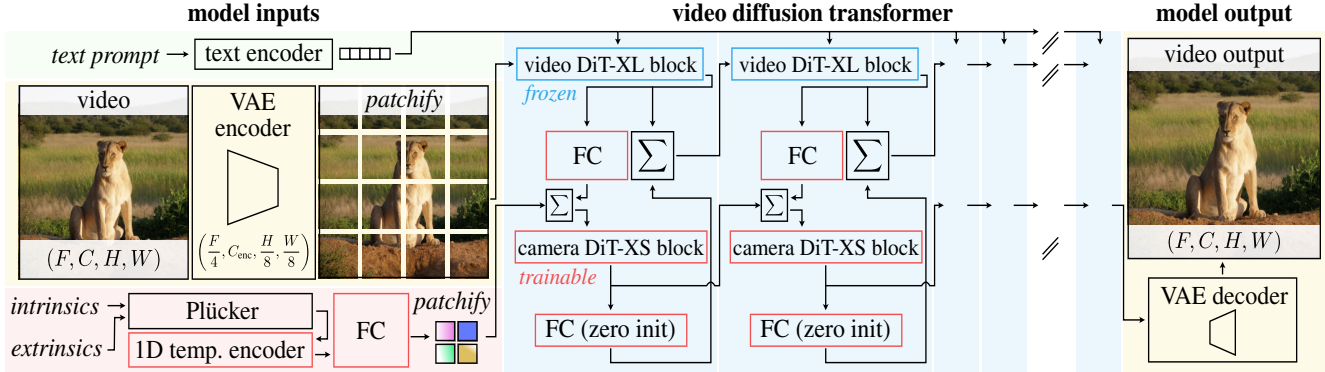 model inputs
video diffusion transformer
model output
text prompt
text encoder
video
VAE
encoder
(F/4, C_enc, H/8, W/8)
patchify
(F, C, H, W)
intrinsics
extrinsics
Plücker
1D temp. encoder
FC
patchify
video DiT-XL block
frozen
FC
∑
∑
camera DiT-XS block
trainable
FC (zero init)
video DiT-XL block
FC
∑
∑
camera DiT-XS block
FC (zero init)
video output
(F, C, H, W)
VAE decoder